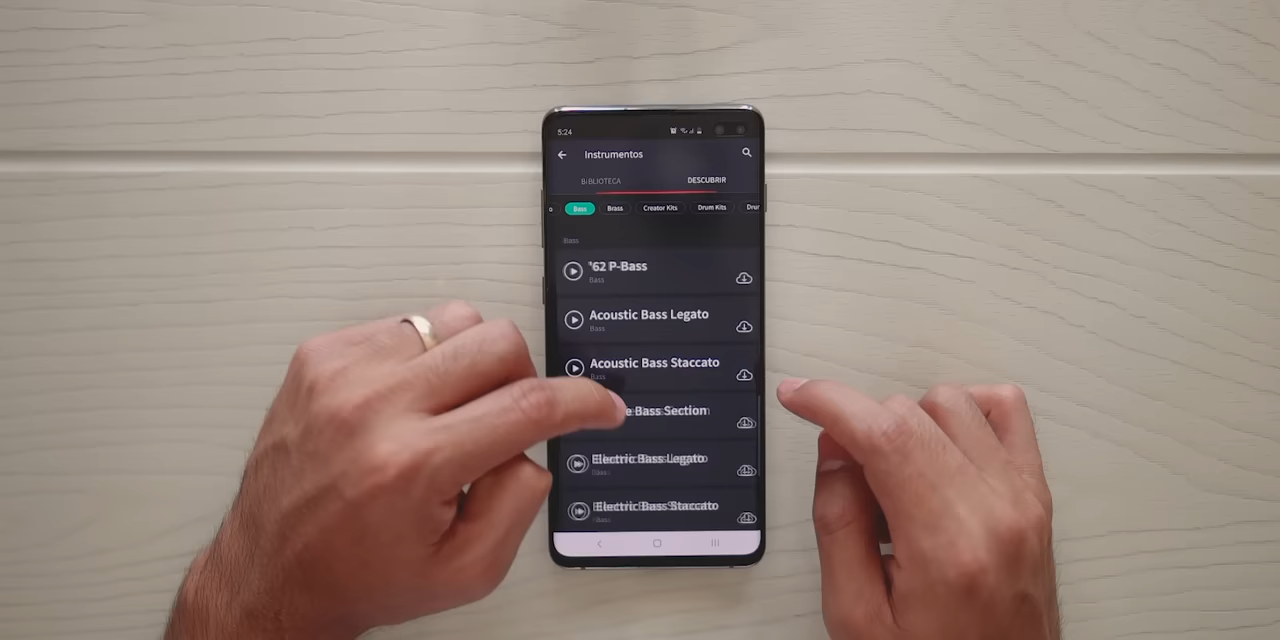 5:24
Instrumentos
BIBLIOTECA DESCUBRIR
o Bass Brass Creator Kits Drum Kits Drur
Bass
'62 P-Bass
Bass
Acoustic Bass Legato
Bass
Acoustic Bass Staccato
Bass
e Bass Section
Electric Bass Legato
Bass
Electric Bass Staccato
Bass